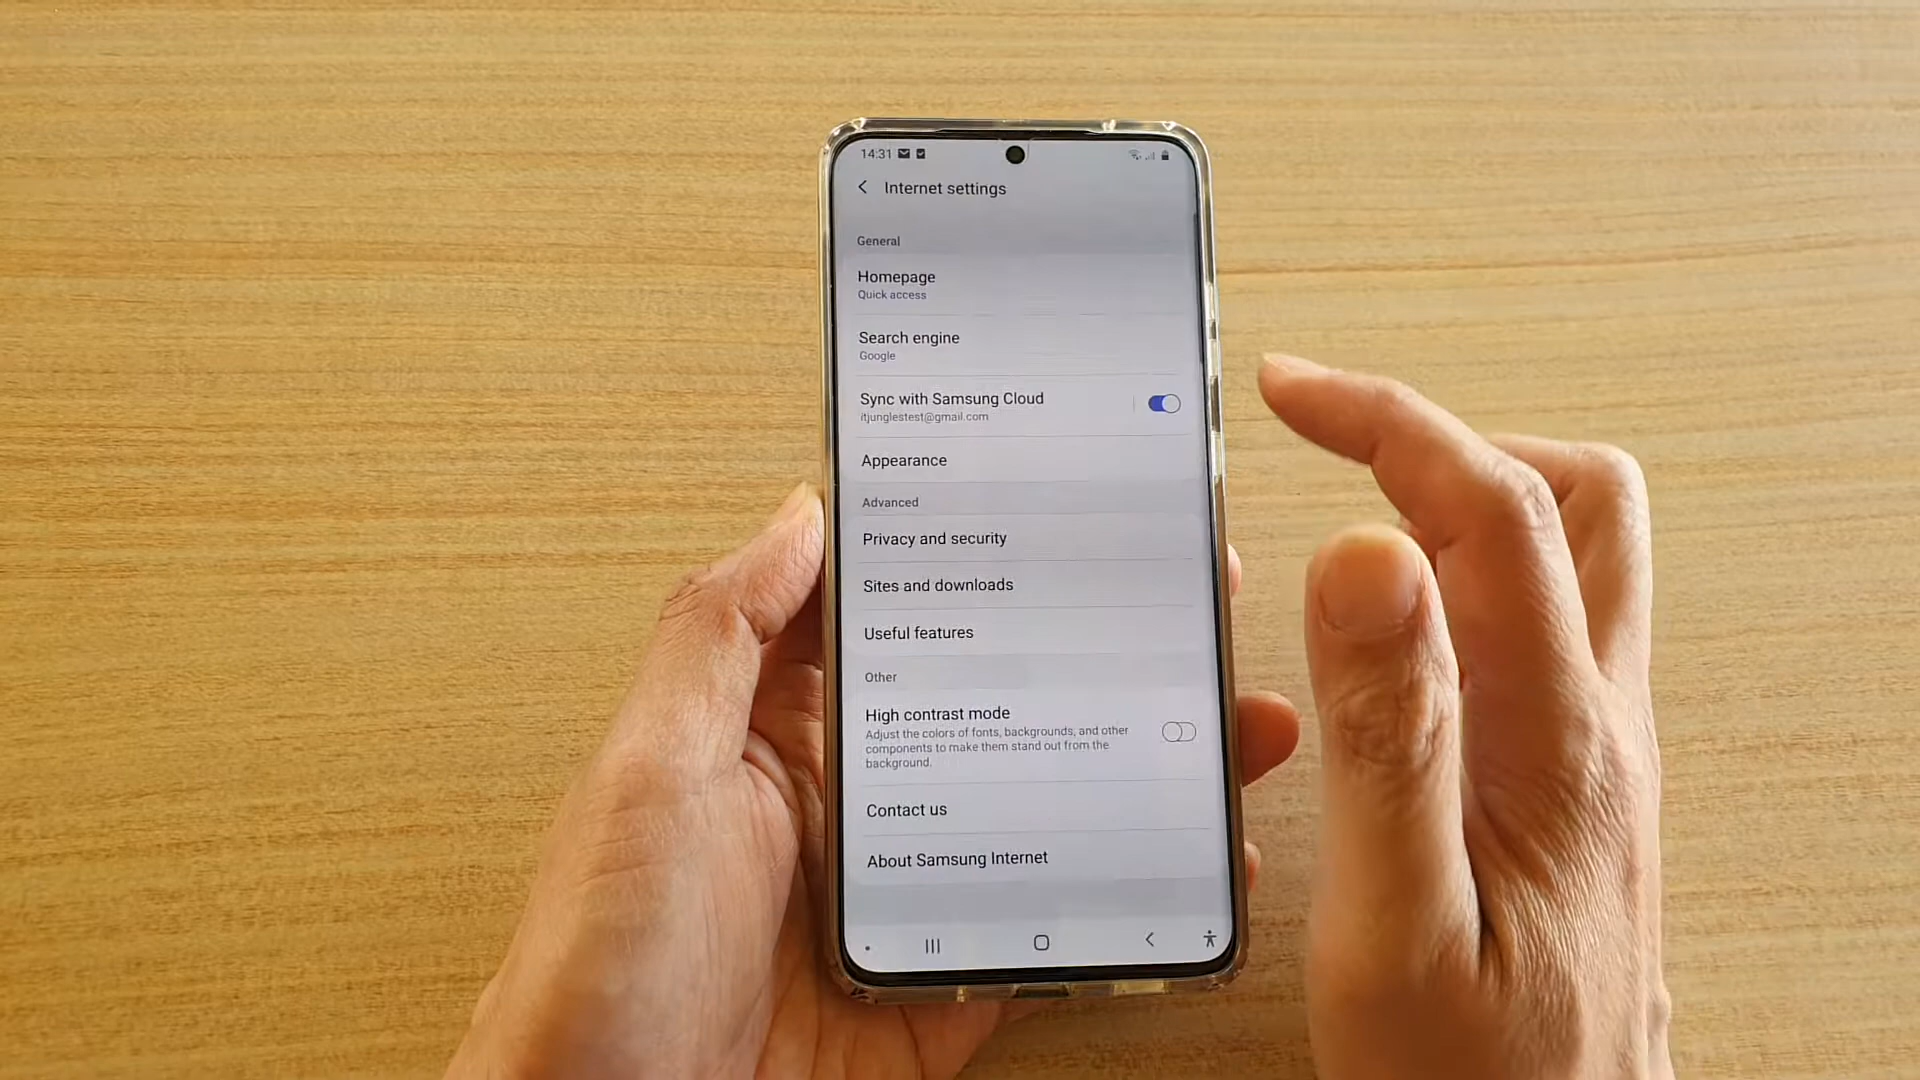 14:31
Internet settings
General
Homepage
Quick access
Search engine
Google
Sync with Samsung Cloud
itjunglestest@gmail.com
Appearance
Advanced
Privacy and security
Sites and downloads
Useful features
Other
High contrast mode
Adjust the colors of fonts, backgrounds, and other
components to make them stand out from the
background.
Contact us
About Samsung Internet